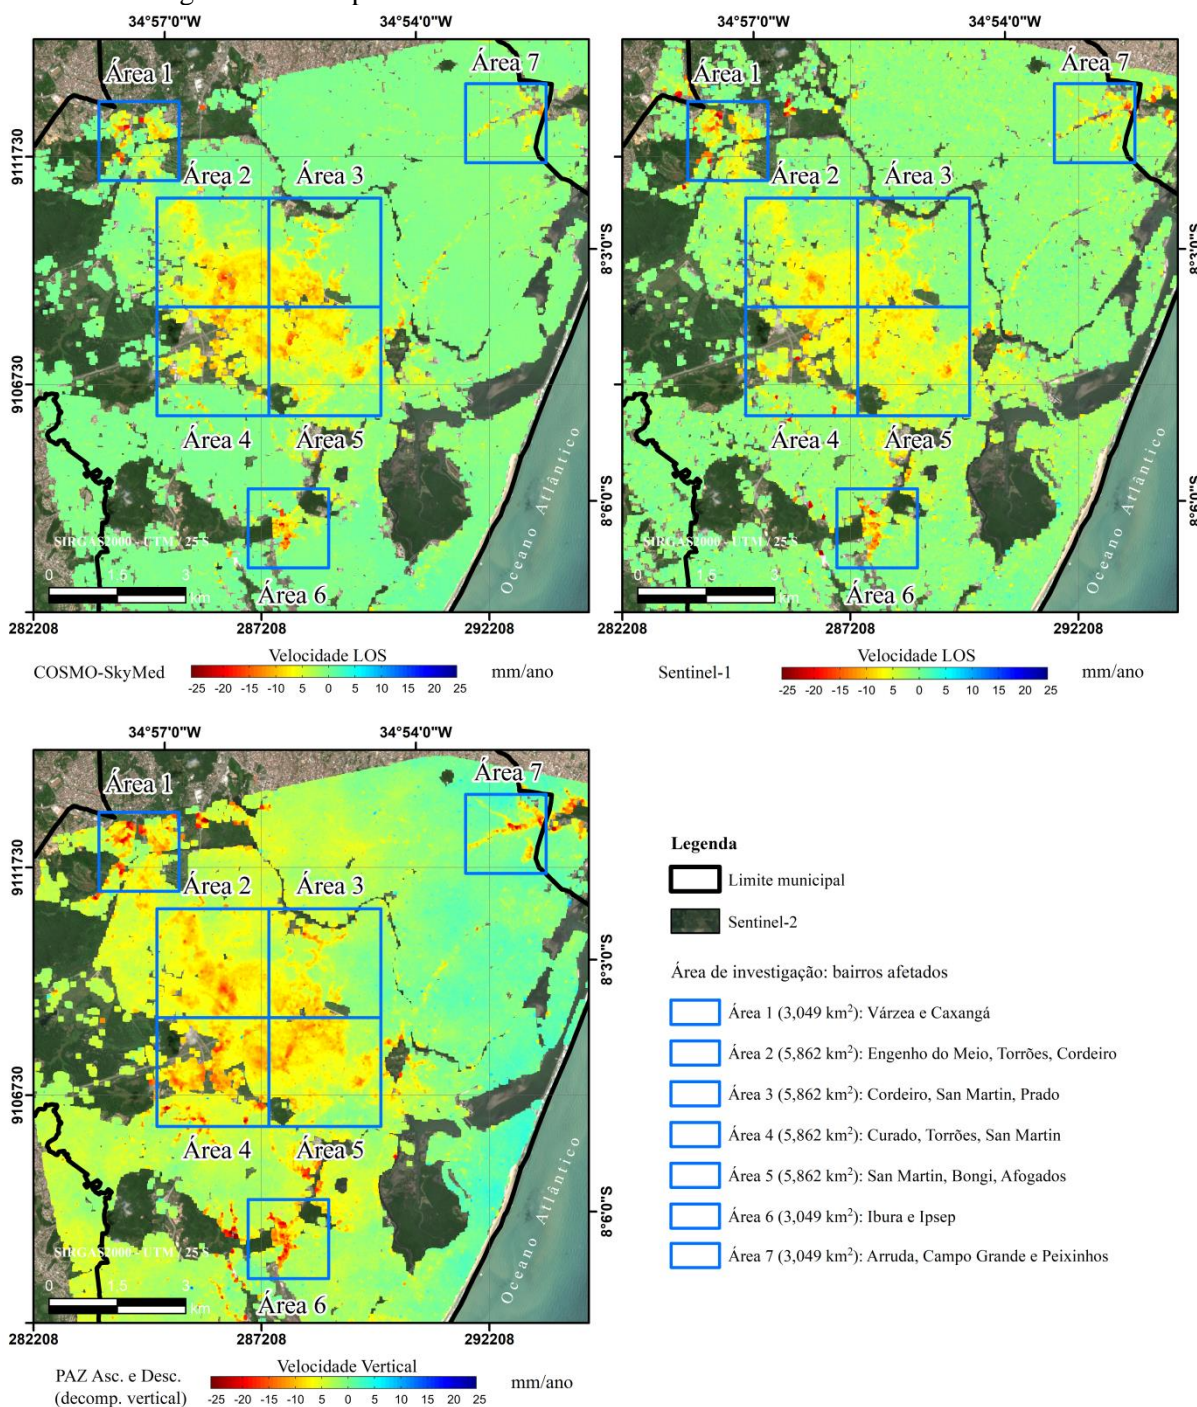 34°57'0"W
34°54'0"W
34°57'0"W
34°54'0"W
Área 1
Área 7
Área 1
Área 7
911730
911730
Área 2
Área 3
Área 2
Área 3
8°3'0"S
8°3'0"S
9106730
9106730
Área 4
Área 5
Área 4
Área 5
8°6'0"S
8°6'0"S
SIRGAS2000 - UTM / 25 S
Oceano Atlântico
SIRGAS2000 - UTM / 25 S
Oceano Atlântico
0 1.5 3
km
0 1.5 3
km
Área 6
Área 6
282208
287208
292208
282208
287208
292208
COSMO-SkyMed
Velocidade LOS
-25 -20 -15 -10 -5 0 5 10 15 20 25
mm/ano
Sentinel-1
Velocidade LOS
-25 -20 -15 -10 -5 0 5 10 15 20 25
mm/ano
34°57'0"W
34°54'0"W
Área 1
Área 7
911730
Área 2
Área 3
8°3'0"S
9106730
Área 4
Área 5
8°6'0"S
SIRGAS2000 - UTM / 25 S
Oceano Atlântico
0 1.5 3
km
Área 6
282208
287208
292208
PAZ Asc. e Desc.
(decomp. vertical)
Velocidade Vertical
-25 -20 -15 -10 -5 0 5 10 15 20 25
mm/ano
Legenda
Limite municipal
Sentinel-2
Área de investigação: bairros afetados
Área 1 (3,049 km²): Várzea e Caxangá
Área 2 (5,862 km²): Engenho do Meio, Torrões, Cordeiro
Área 3 (5,862 km²): Cordeiro, San Martin, Prado
Área 4 (5,862 km²): Curado, Torrões, San Martin
Área 5 (5,862 km²): San Martin, Bongi, Afogados
Área 6 (3,049 km²): Ibura e Ipsep
Área 7 (3,049 km²): Arruda, Campo Grande e Peixinhos